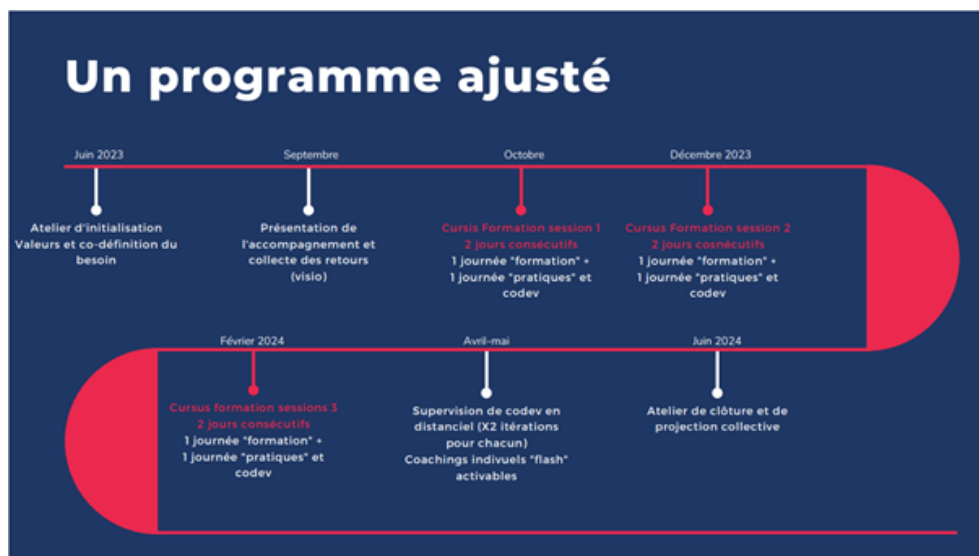 Un programme ajusté
Juin 2023
Septembre
Octobre
Décembre 2023
Atelier d'initialisation
Valeurs et co-définition du
besoin
Présentation de
l'accompagnement et
collecte des retours
(visio)
Cursis Formation session 1
2 jours consécutifs
1 journée "formation" +
1 journée "pratiques" et
codev
Cursus Formation session 2
2 jours cosnécutifs
1 journée "formation" +
1 journée "pratiques" et
codev
Février 2024
Avril-mai
Juin 2024
Cursus formation sessions 3
2 jours consécutifs
1 journée "formation" +
1 journée "pratiques" et
codev
Supervision de codev en
distanciel (X2 itérations
pour chacun)
Coachings indivuels "flash"
activables
Atelier de clôture et de
projection collective